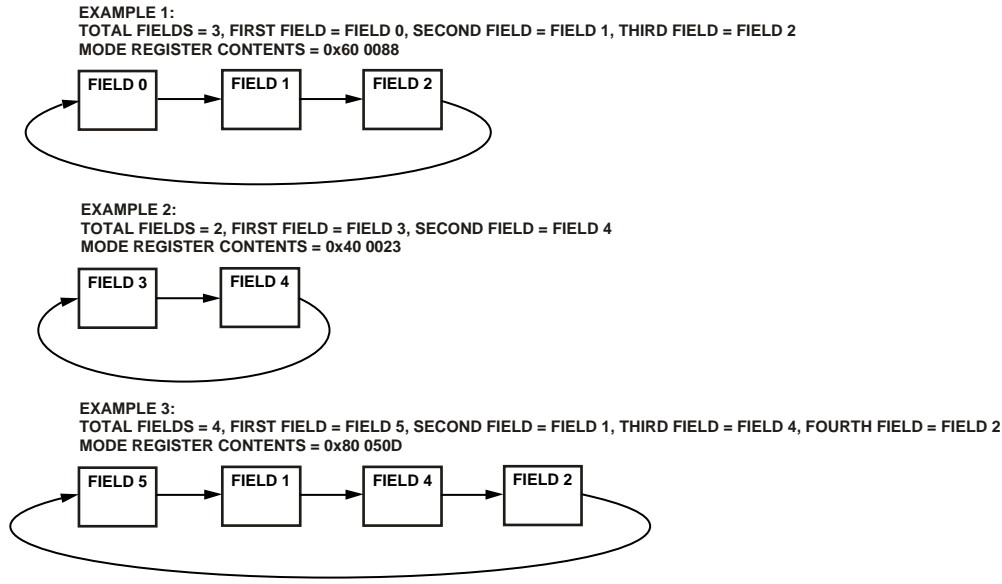 EXAMPLE 1:
TOTAL FIELDS = 3, FIRST FIELD = FIELD 0, SECOND FIELD = FIELD 1, THIRD FIELD = FIELD 2
MODE REGISTER CONTENTS = 0x60 0088
FIELD 0 FIELD 1 FIELD 2
EXAMPLE 2:
TOTAL FIELDS = 2, FIRST FIELD = FIELD 3, SECOND FIELD = FIELD 4
MODE REGISTER CONTENTS = 0x40 0023
FIELD 3 FIELD 4
EXAMPLE 3:
TOTAL FIELDS = 4, FIRST FIELD = FIELD 5, SECOND FIELD = FIELD 1, THIRD FIELD = FIELD 4, FOURTH FIELD = FIELD 2
MODE REGISTER CONTENTS = 0x80 050D
FIELD 5 FIELD 1 FIELD 4 FIELD 2